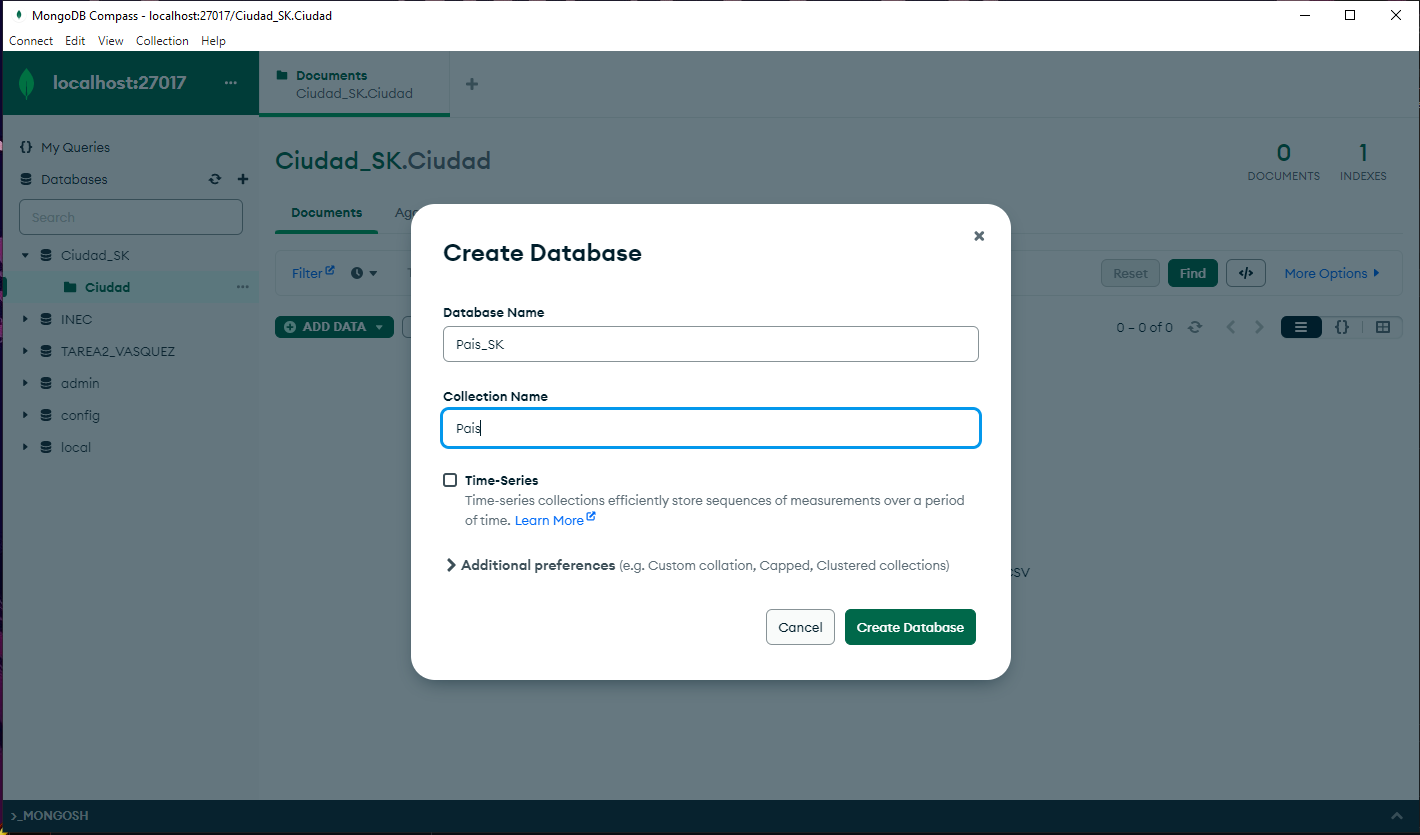 MongoDB Compass - localhost:27017/Ciudad_SK.Ciudad
Connect Edit View Collection Help
localhost:27017
Documents
Ciudad_SK.Ciudad
My Queries
Databases
Search
Ciudad_SK
Ciudad
INEC
TAREA2_VASQUEZ
admin
config
local
Ciudad_SK.Ciudad
0
DOCUMENTS
1
INDEXES
Documents
Filter
Reset
Find
</>
More Options
ADD DATA
0 – 0 of 0
{}
Create Database
Database Name
Pais_SK
Collection Name
Pais
Time-Series
Time-series collections efficiently store sequences of measurements over a period
of time. Learn More
Additional preferences (e.g. Custom collation, Capped, Clustered collections)
Cancel
Create Database
>_MONGOSH